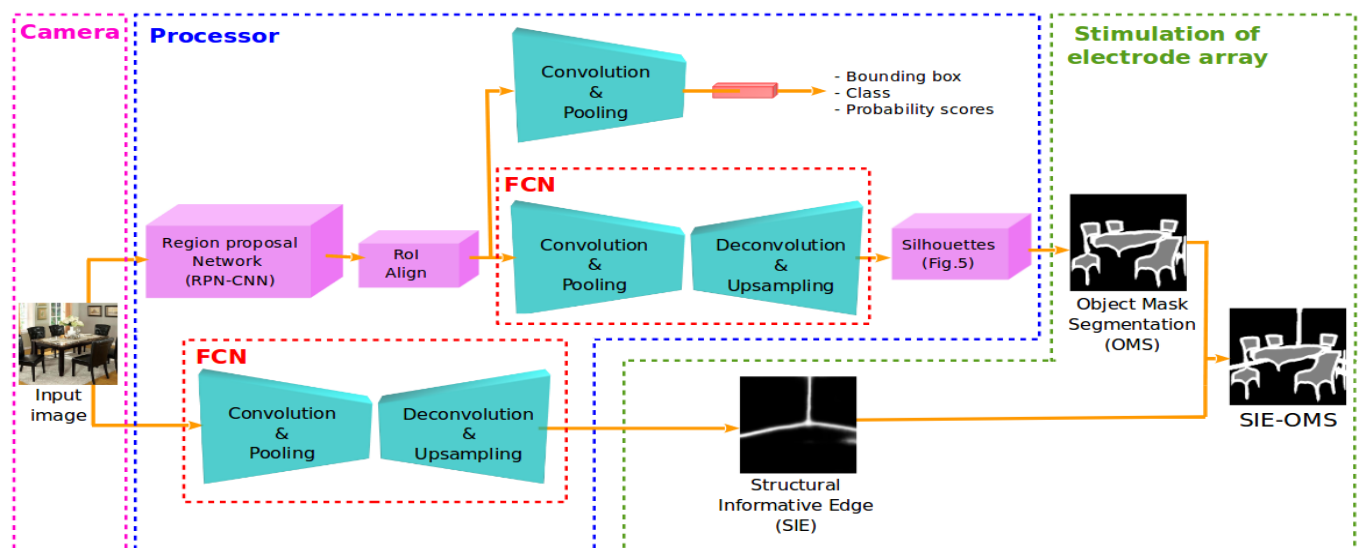 Camera
Processor
Stimulation of
electrode array
Convolution
&
Pooling
- Bounding box
- Class
- Probability scores
FCN
Region proposal
Network
(RPN-CNN)
RoI
Align
Convolution
&
Pooling
Deconvolution
&
Upsampling
Silhouettes
(Fig.5)
Object Mask
Segmentation
(OMS)
Input
image
FCN
Convolution
&
Pooling
Deconvolution
&
Upsampling
Structural
Informative Edge
(SIE)
SIE-OMS